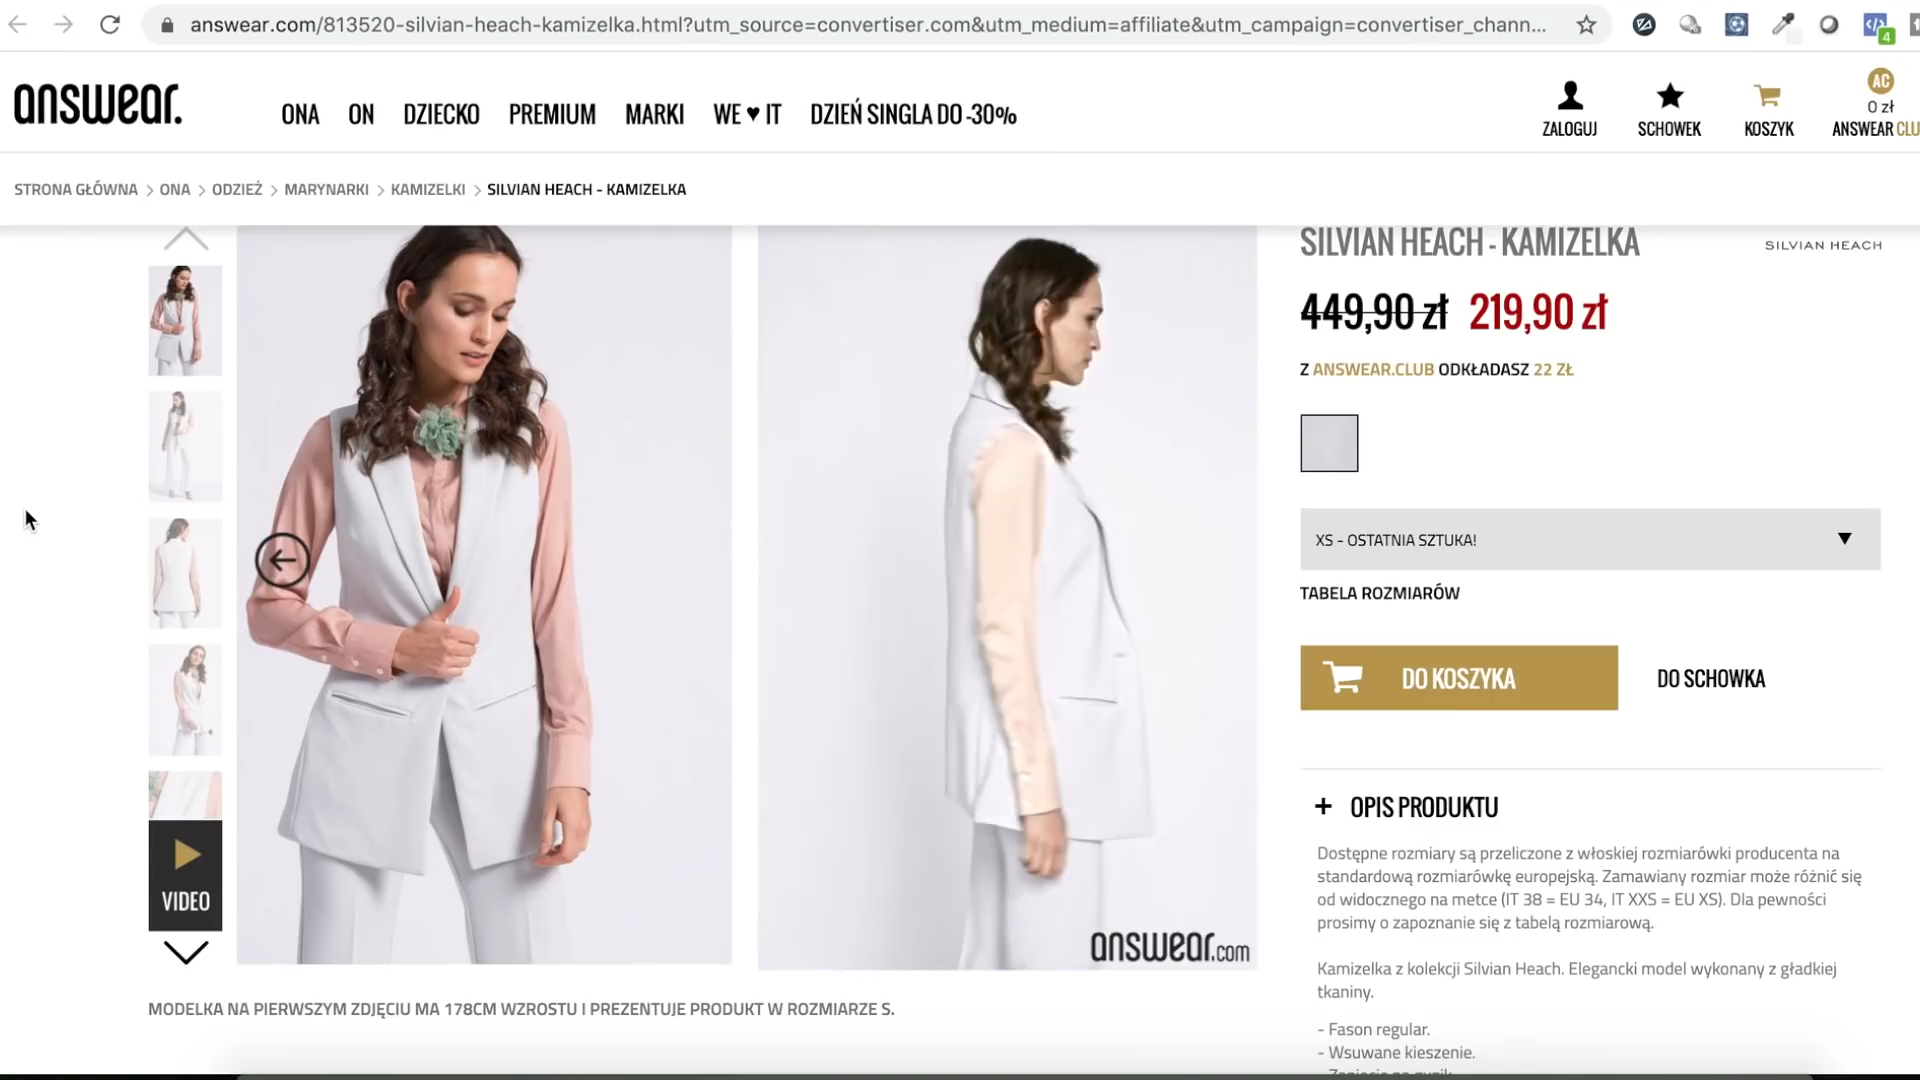 answear.com/813520-silvian-heach-kamizelka.html?utm_source=convertiser.com&utm_medium=affiliate&utm_campaign=convertiser_chann...
4
answear.
ONA ON DZIECKO PREMIUM MARKI WE ♥ IT DZIEŃ SINGLA DO -30%
AC
0 zł
ZALOGUJ SCHOWEK KOSZYK ANSWEAR CLU
STRONA GŁÓWNA > ONA > ODZIEŻ > MARYNARKI > KAMIZELKI > SILVIAN HEACH - KAMIZELKA
SILVIAN HEACH - KAMIZELKA
SILVIAN HEACH
449,90 zł 219,90 zł
Z ANSWEAR.CLUB ODKŁADASZ 22 ZŁ
XS - OSTATNIA SZTUKA!
TABELA ROZMIARÓW
DO KOSZYKA DO SCHOWKA
+ OPIS PRODUKTU
Dostępne rozmiary są przeliczone z włoskiej rozmiarówki producenta na
standardową rozmiarówkę europejską. Zamawiany rozmiar może różnić się
od widocznego na metce (IT 38 = EU 34, IT XXS = EU XS). Dla pewności
prosimy o zapoznanie się z tabelą rozmiarową.
Kamizelka z kolekcji Silvian Heach. Elegancki model wykonany z gładkiej
tkaniny.
- Fason regular.
- Wsuwane kieszenie.
VIDEO
answear.com
MODELKA NA PIERWSZYM ZDJĘCIU MA 178CM WZROSTU I PREZENTUJE PRODUKT W ROZMIARZE S.